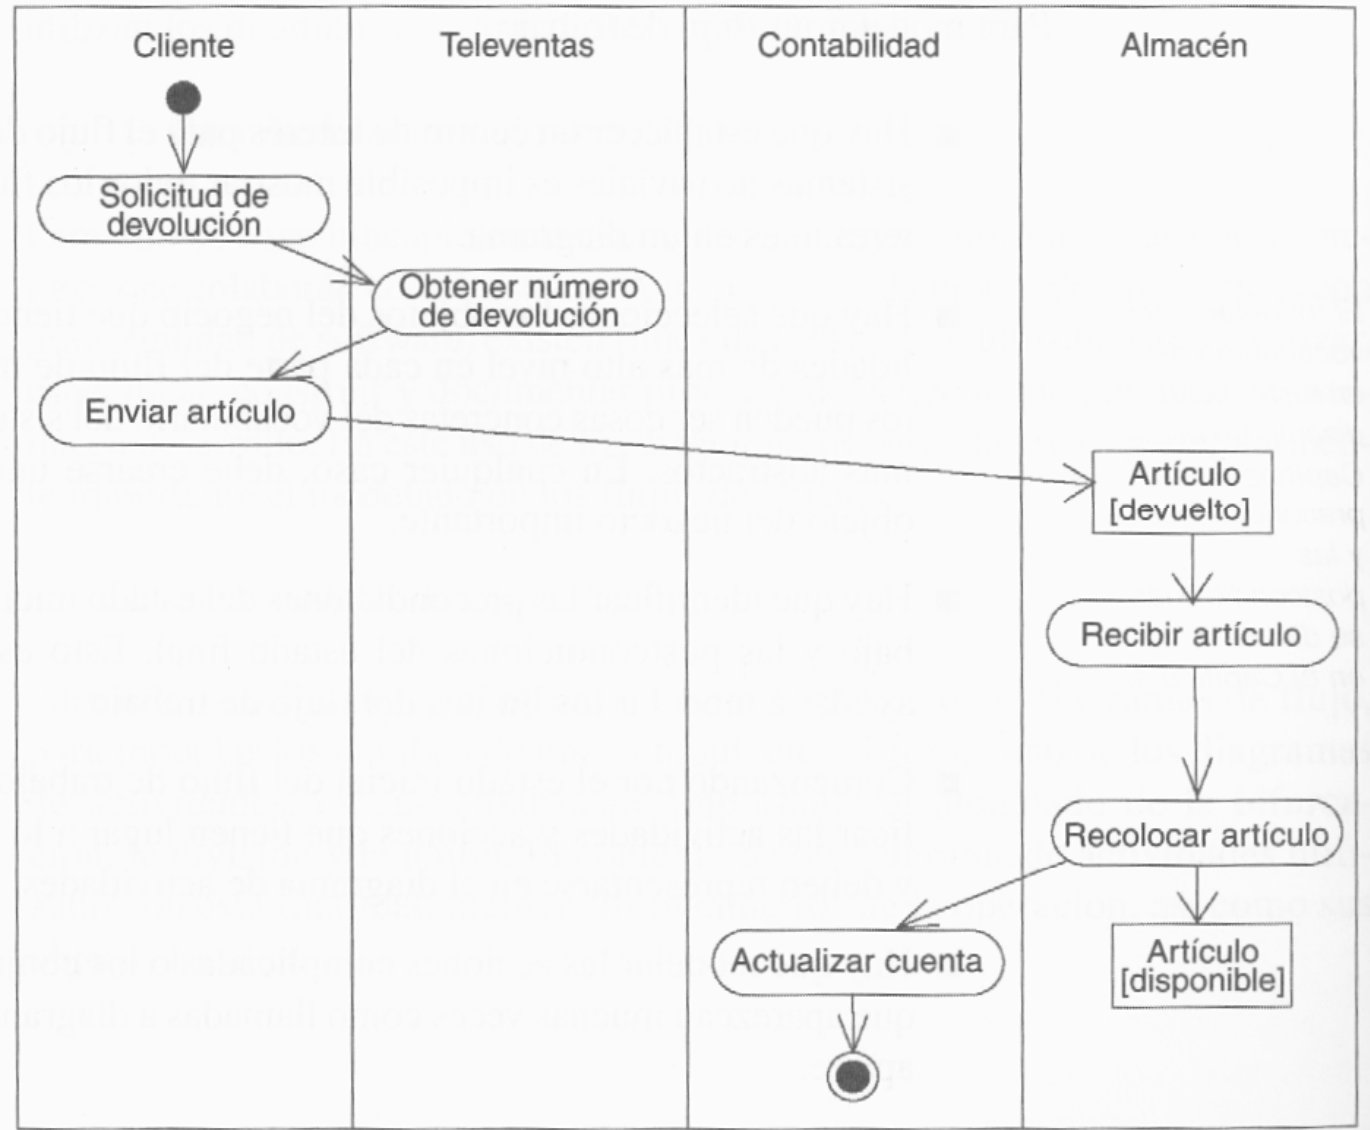 Cliente
Televentas
Contabilidad
Almacén
Solicitud de
devolución
Obtener número
de devolución
Enviar artículo
Artículo
[devuelto]
Recibir artículo
Recolocar artículo
Actualizar cuenta
Artículo
[disponible]